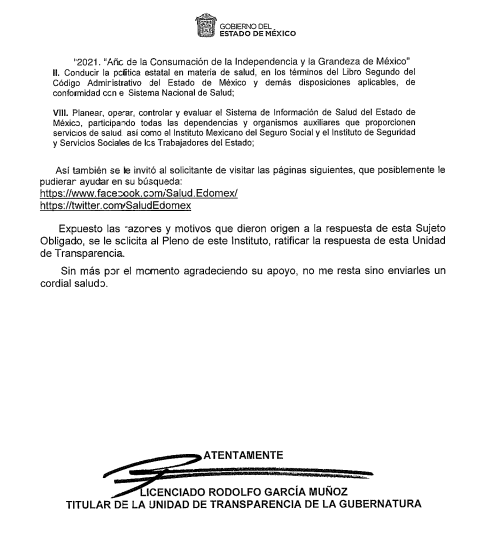 GOBIERNO DEL
ESTADO DE MÉXICO
"2021. "Año de la Consumación de la Independencia y la Grandeza de México"
II. Conducir la política estatal en materia de salud, en los términos del Libro Segundo del
Código Administrativo del Estado de México y demás disposiciones aplicables, de
conformidad con el Sistema Nacional de Salud;
VIII. Planear, operar, controlar y evaluar el Sistema de Información de Salud del Estado de
México, participando todas las dependencias y organismos auxiliares que proporcionen
servicios de salud, así como el Instituto Mexicano del Seguro Social y el Instituto de Seguridad
y Servicios Sociales de los Trabajadores del Estado;
Así también se le invitó al solicitante de visitar las páginas siguientes, que posiblemente le
pudieran ayudar en su búsqueda:
https://www.facebook.com/Salud.Edomex/
https://twitter.com/SaludEdomex
Expuesto las razones y motivos que dieron origen a la respuesta de esta Sujeto
Obligado, se le solicita al Pleno de este Instituto, ratificar la respuesta de esta Unidad
de Transparencia.
Sin más por el momento agradeciendo su apoyo, no me resta sino enviarles un
cordial saludo.
ATENTAMENTE
LICENCIADO RODOLFO GARCÍA MUÑOZ
TITULAR DE LA UNIDAD DE TRANSPARENCIA DE LA GUBERNATURA